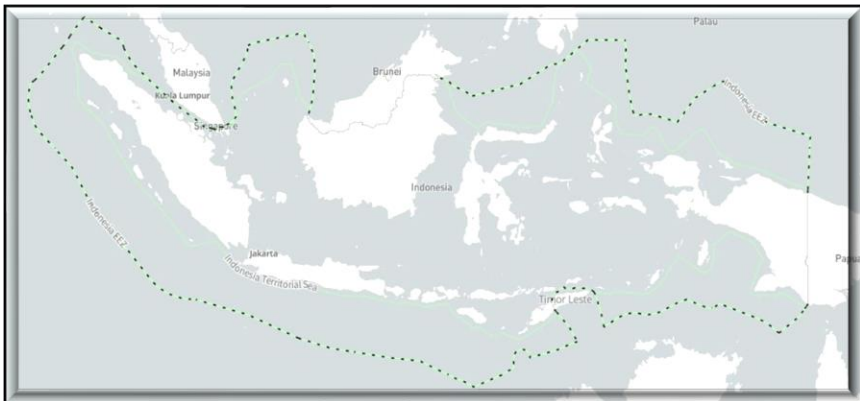 Palau
Malaysia
Brunei
Kuala Lumpur
Indonesia EEZ
Singapore
Indonesia
Indonesia EEZ
Jakarta
Papua
Indonesia Territorial Sea
Timor Leste